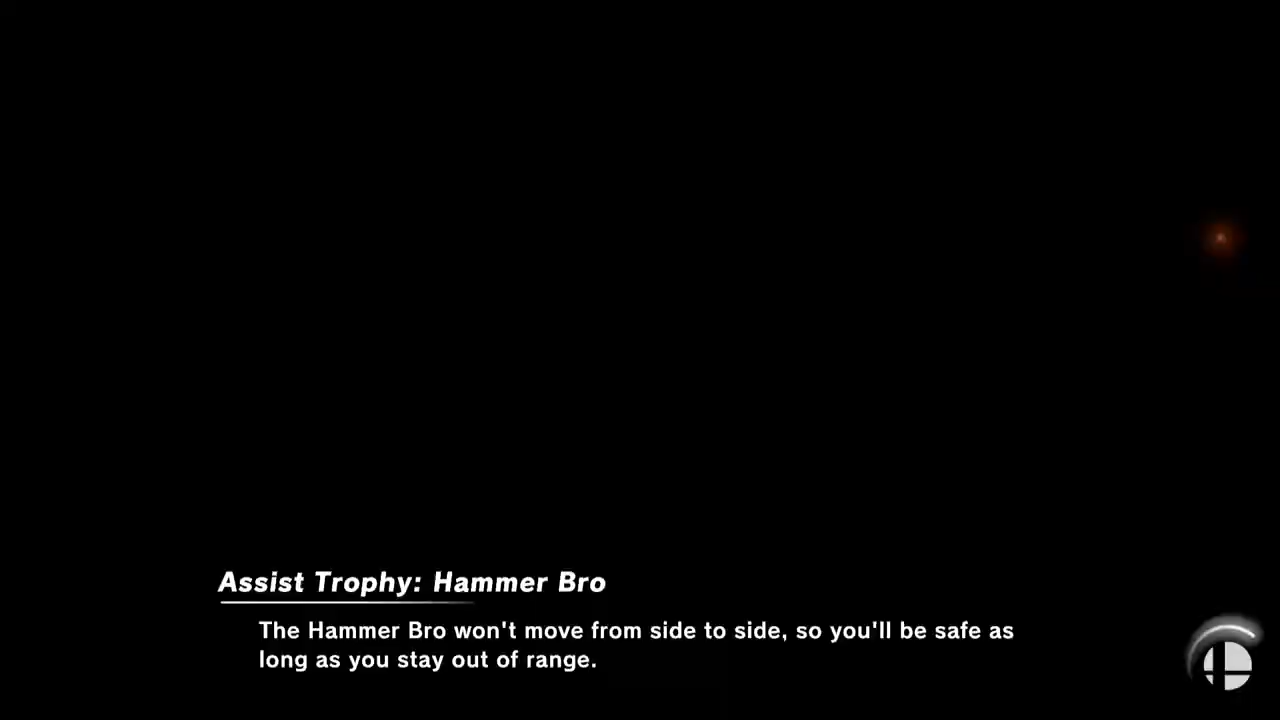 Assist Trophy: Hammer Bro
The Hammer Bro won't move from side to side, so you'll be safe as
long as you stay out of range.